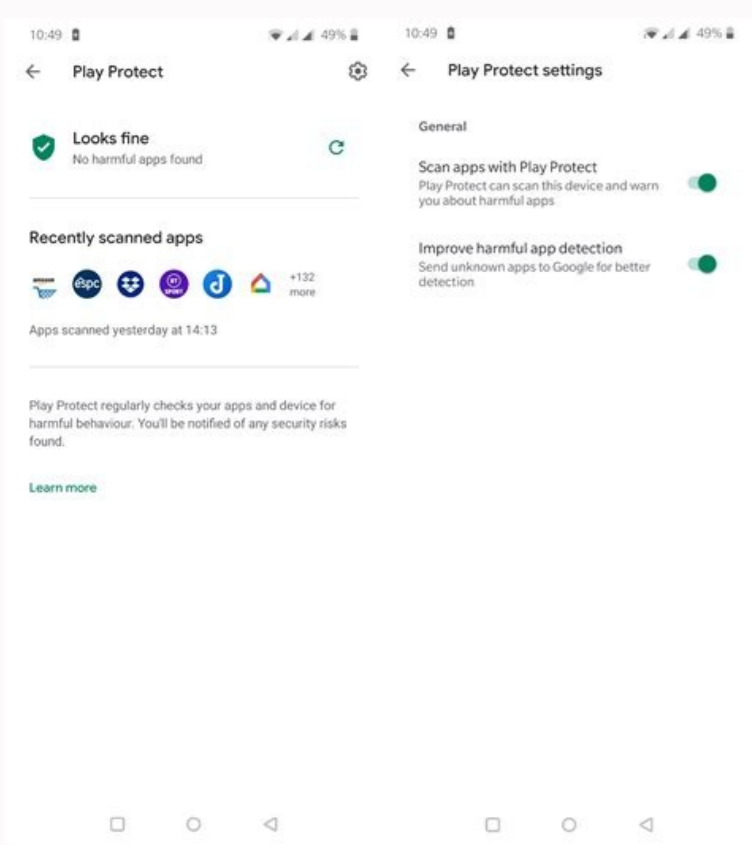 10:49
49%
Play Protect
Looks fine
No harmful apps found
Recently scanned apps
amazon
espc
BT
SPORT
J
+132
more
Apps scanned yesterday at 14:13
Play Protect regularly checks your apps and device for
harmful behaviour. You'll be notified of any security risks
found.
Learn more
10:49
49%
Play Protect settings
General
Scan apps with Play Protect
Play Protect can scan this device and warn
you about harmful apps
Improve harmful app detection
Send unknown apps to Google for better
detection